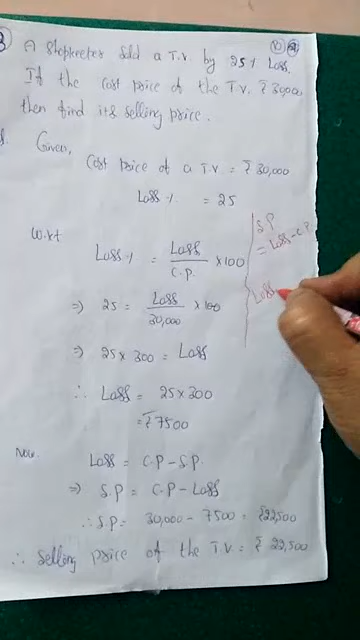 A Shopkeeper Sold a T.V by 25% Loss.
If the Cost price of the T.V. ₹ 30,000
then find its selling price.
Given,
Cost price of a T.V = ₹ 30,000
Loss % = 25
W.k.t
Loss % = Loss / C.P. × 100
⇒ 25 = Loss / 30,000 × 100
⇒ 25 × 300 = Loss
∴ Loss = 25 × 300
= ₹ 7500
Now.
Loss = C.P – S.P.
⇒ S.P = C.P – Loss
∴ S.P = 30,000 – 7500 = ₹22,500
∴ Selling price of the T.V = ₹ 22,500
S.P
= Loss – C.P.
Loss